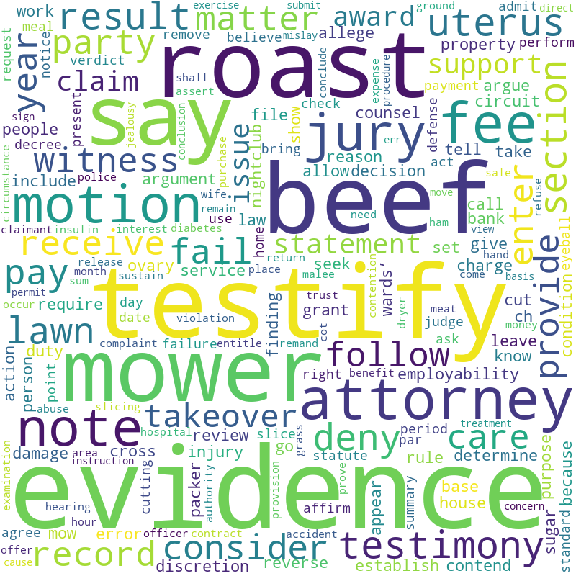 exercise submit ground admit direct
work result matter award uterus
request meal par remove believe mislay allege property perform
notice party verdict shall conclude procedure support
year claim roast expense payment argue
present assert check circuit section
people decree say file counsel show defense tell take
sign jealousy issue nightclub bring reason err act
circumstance witness police conclusion purchase jury allow decision fee
include argument law move safe refuse
claimant insulin wife. remain use home need ham call view
motion interest diabetes beef bank enter
release sustain receive fail statement set give hand
pay month sum ovary place return malee contention come basis
permit service seek charge condition eyeball
occur require day testify wards' cut provide
violation date finding grant trust judge dryer meat money
lawn complaint failure entitle remand cot ch leave know
action duty person mower follow right benefit employability
point attorney
note abuse slicing takeover deny care
damage area hospital review slice grass period treatment
examination instruction cross injury go statute rule determine purpose
hearing cutting authority packer provision house par prove base because
hour evidence affirm appear summary sugar concern
agree mow error officer contract consider testimony standard
offer cause record discretion accident reverse establish contend